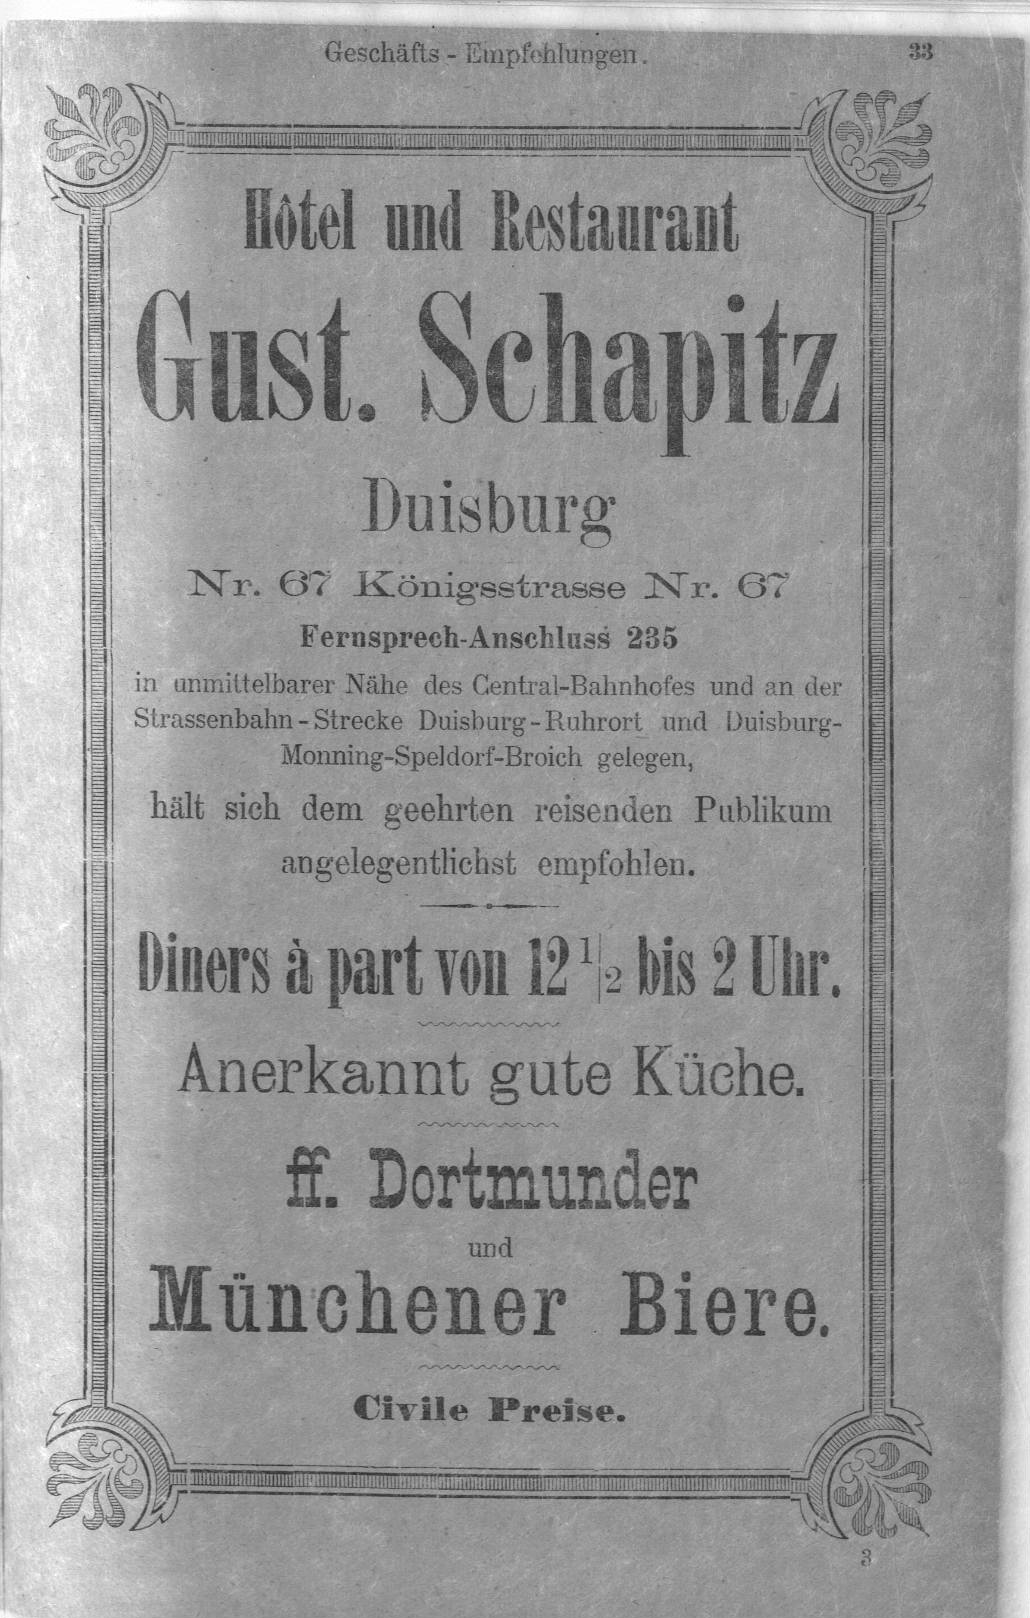 Geschäfts - Empfehlungen. 33
Hôtel und Restaurant
Gust. Schapitz
Duisburg
Nr. 67 Königsstrasse Nr. 67
Fernsprech-Anschluss 235
in unmittelbarer Nähe des Central-Bahnhofes und an der
Strassenbahn-Strecke Duisburg-Ruhrort und Duisburg-
Monning-Speldorf-Broich gelegen,
hält sich dem geehrten reisenden Publikum
angelegentlichst empfohlen.
Diners à part von 12 1/2 bis 2 Uhr.
Anerkannt gute Küche.
ff. Dortmunder
und
Münchener Biere.
Civile Preise.
3